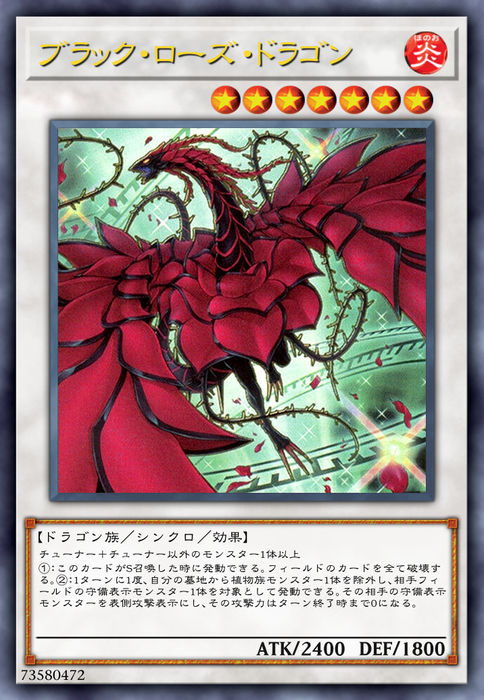 ブラック・ローズ・ドラゴン
ほのお
炎
【ドラゴン族／シンクロ／効果】
チューナー＋チューナー以外のモンスター1体以上
①：このカードがS召喚した時に発動できる。フィールドのカードを全て破壊す
る。②：1ターンに1度、自分の墓地から植物族モンスター1体を除外し、相手フィ
ールドの守備表示モンスター1体を対象として発動できる。その相手の守備表示
モンスターを表側攻撃表示にし、その攻撃力はターン終了時まで0になる。
ATK/2400 DEF/1800
73580472